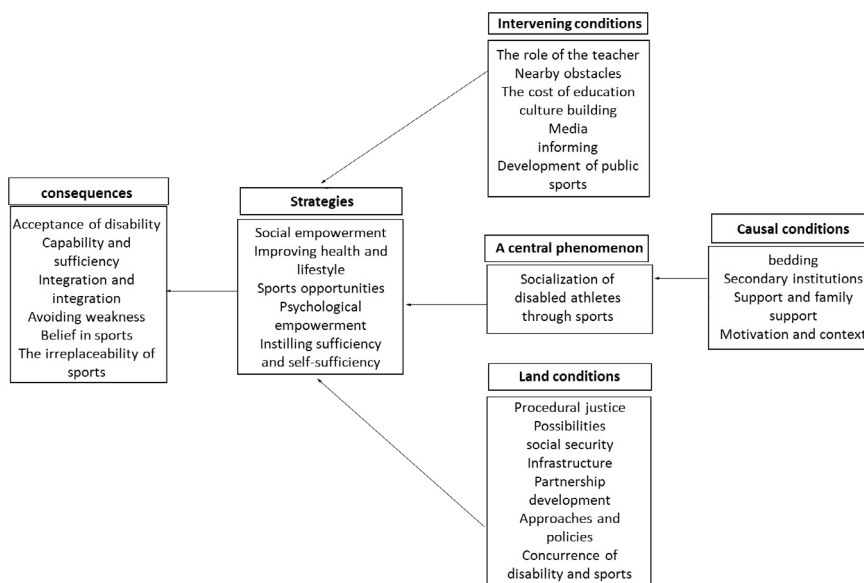 Intervening conditions
The role of the teacher
Nearby obstacles
The cost of education
culture building
Media
informing
Development of public
sports
consequences
Acceptance of disability
Capability and
sufficiency
Integration and
integration
Avoiding weakness
Belief in sports
The irreplaceability of
sports
Strategies
Social empowerment
Improving health and
lifestyle
Sports opportunities
Psychological
empowerment
Instilling sufficiency
and self-sufficiency
A central phenomenon
Socialization of
disabled athletes
through sports
Causal conditions
bedding
Secondary institutions
Support and family
support
Motivation and context
Land conditions
Procedural justice
Possibilities
social security
Infrastructure
Partnership
development
Approaches and
policies
Concurrence of
disability and sports